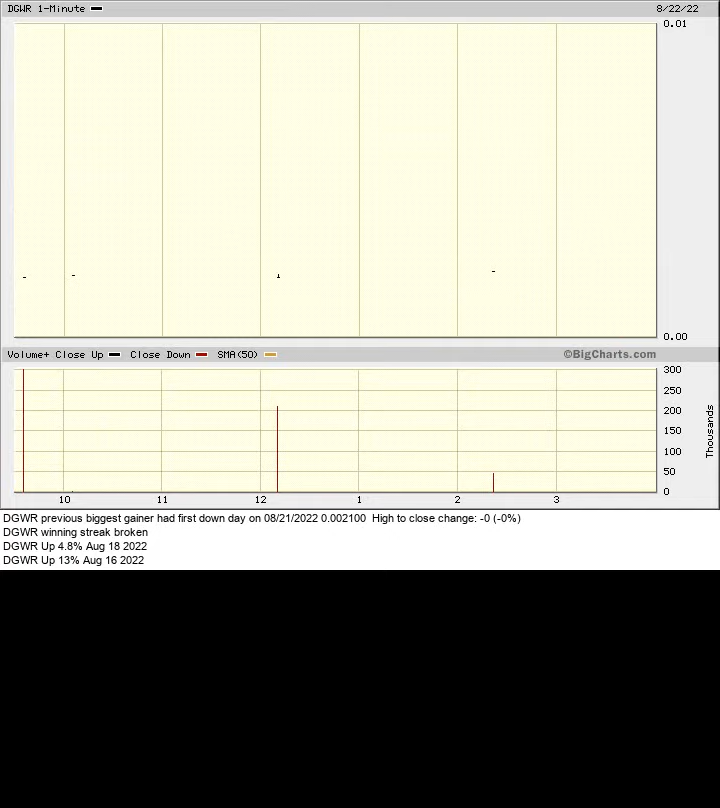 DGWR 1-Minute 8/22/22
0.01
0.00
Volume+ Close Up Close Down SMA(50) ©BigCharts.com
300
250
200
150
100
50
0
Thousands
10 11 12 1 2 3
DGWR previous biggest gainer had first down day on 08/21/2022 0.002100 High to close change: -0 (-0%)
DGWR winning streak broken
DGWR Up 4.8% Aug 18 2022
DGWR Up 13% Aug 16 2022